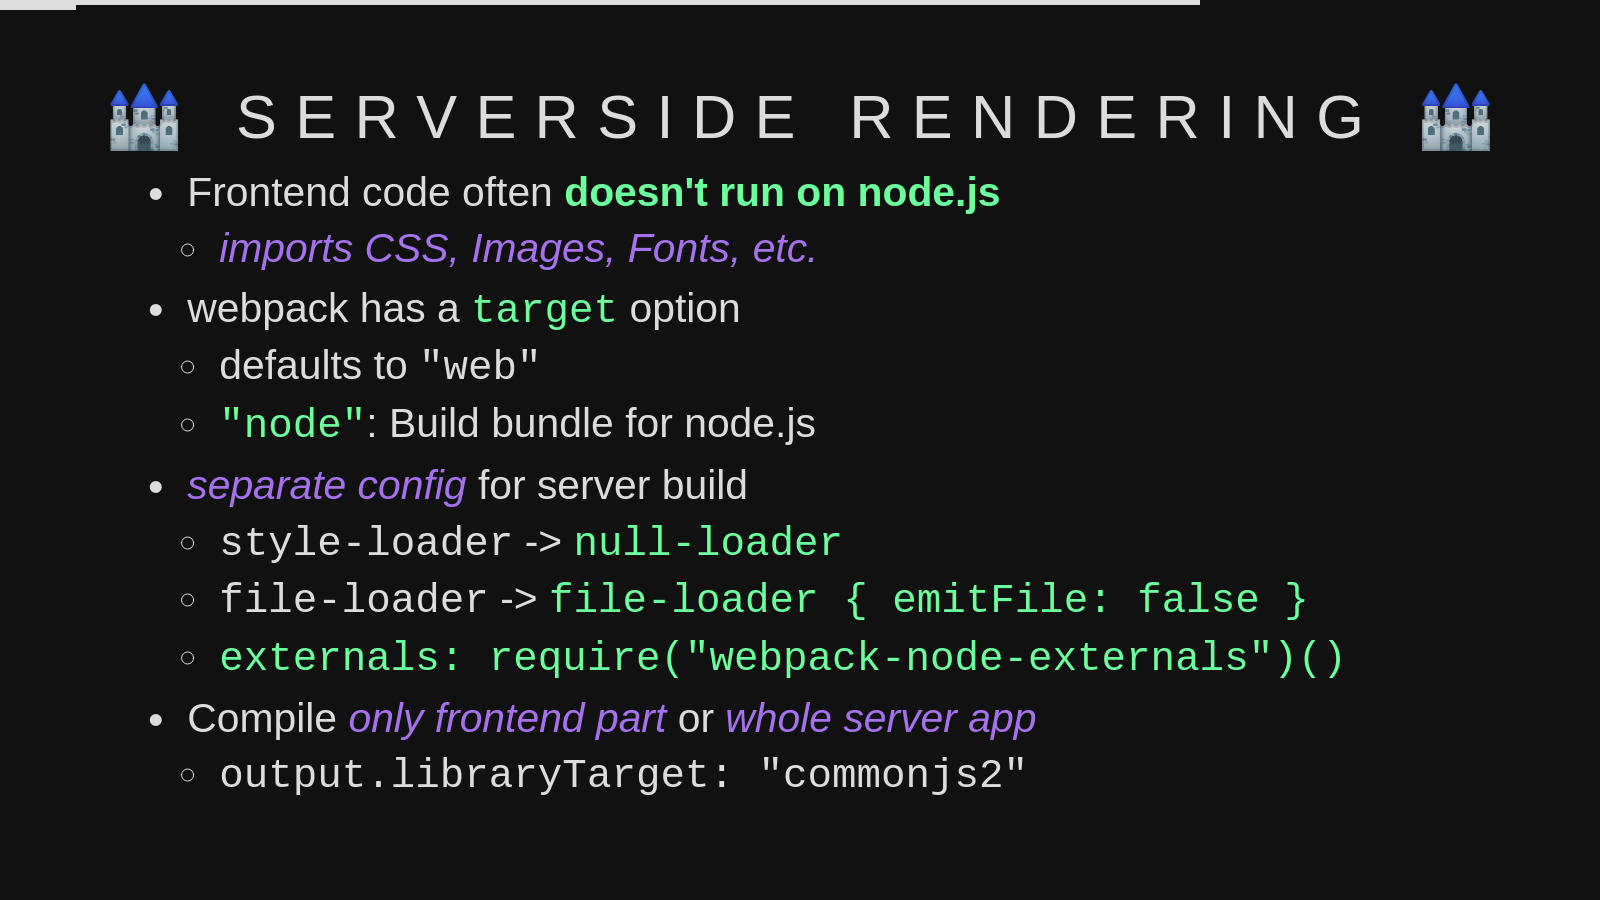 🏰 SERVERSIDE RENDERING 🏰
• Frontend code often doesn't run on node.js
○ imports CSS, Images, Fonts, etc.
• webpack has a target option
○ defaults to "web"
○ "node": Build bundle for node.js
• separate config for server build
○ style-loader -> null-loader
○ file-loader -> file-loader { emitFile: false }
○ externals: require("webpack-node-externals")()
• Compile only frontend part or whole server app
○ output.libraryTarget: "commonjs2"